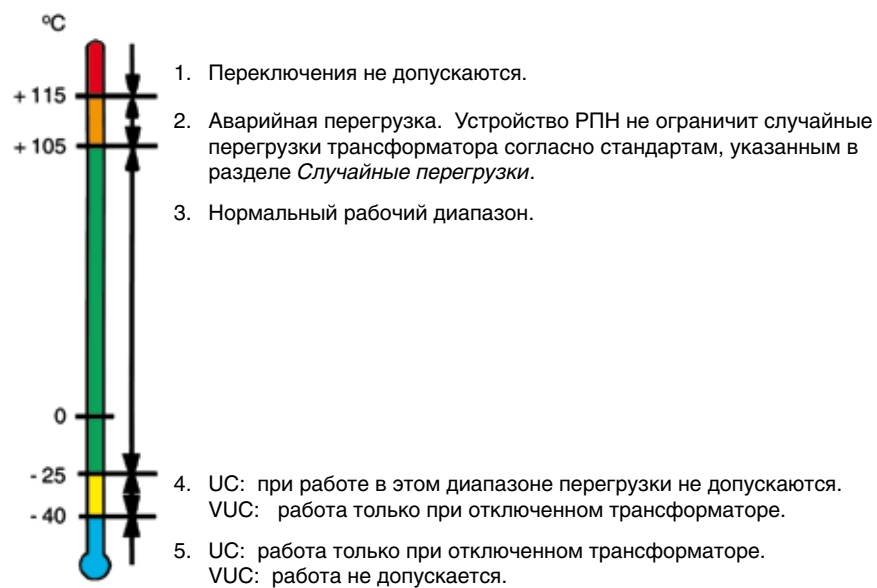 ºC
1. Переключения не допускаются.
+ 115
2. Аварийная перегрузка. Устройство РПН не ограничит случайные
перегрузки трансформатора согласно стандартам, указанным в
разделе Случайные перегрузки.
+ 105
3. Нормальный рабочий диапазон.
0
- 25
4. UC: при работе в этом диапазоне перегрузки не допускаются.
VUC: работа только при отключенном трансформаторе.
- 40
5. UC: работа только при отключенном трансформаторе.
VUC: работа не допускается.